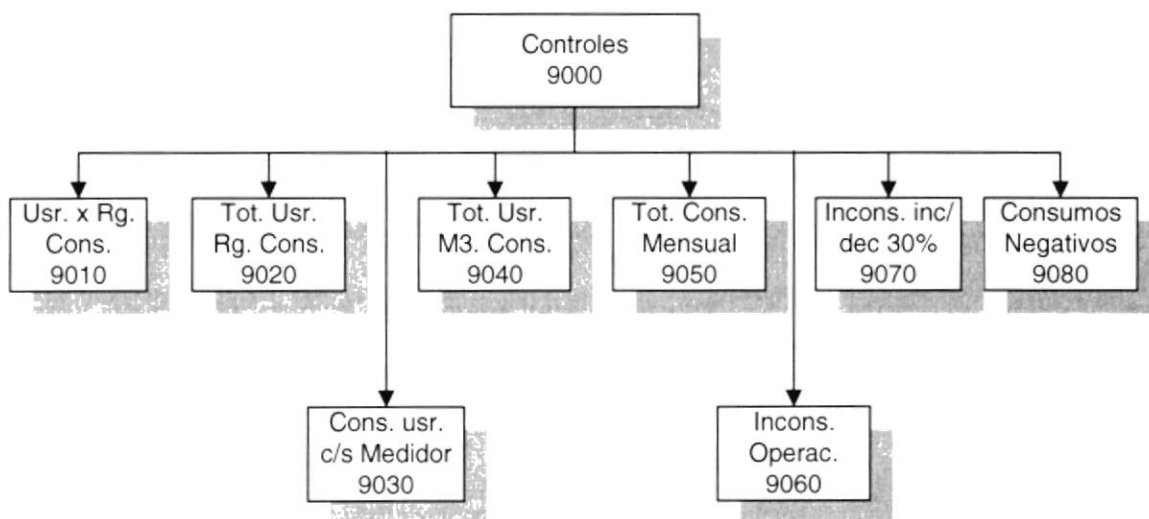 Controles
9000
Usr. x Rg.
Cons.
9010
Tot. Usr.
Rg. Cons.
9020
Tot. Usr.
M3. Cons.
9040
Tot. Cons.
Mensual
9050
Incons. inc/
dec 30%
9070
Consumos
Negativos
9080
Cons. usr.
c/s Medidor
9030
Incons.
Operac.
9060